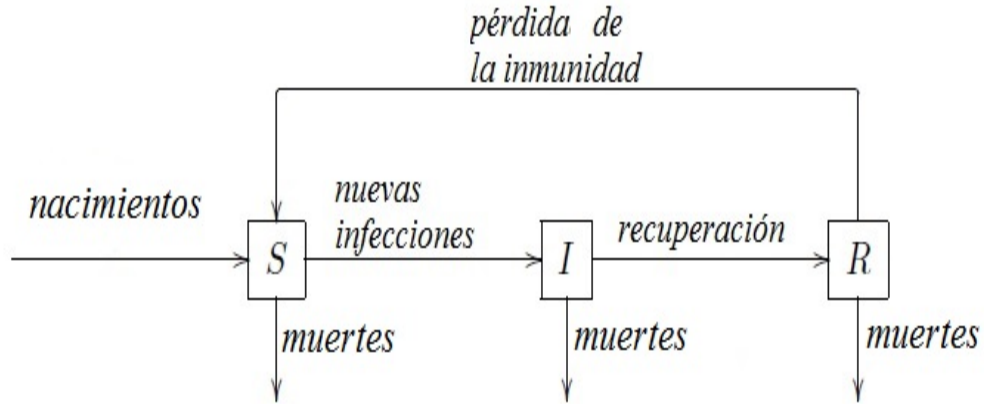 pérdida de
la inmunidad
nacimientos
nuevas
infecciones
recuperación
S
I
R
muertes
muertes
muertes